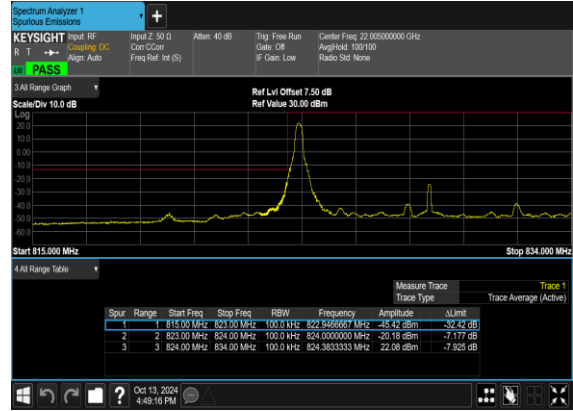 Spectrum Analyzer 1
Spurious Emissions
KEYSIGHT Input: RF Input Z: 50 Ω Atten: 40 dB Trig: Free Run Center Freq: 22.005000000 GHz
R T Coupling: DC Corr CCorr Gate: Off Avg|Hold: 100/100
Align: Auto Freq Ref: Int (S) IF Gain: Low Radio Std: None
PASS
3 All Range Graph
Ref Lvl Offset 7.50 dB
Scale/Div 10.0 dB Ref Value 30.00 dBm
Log
20.0
10.0
0.00
-10.0
-20.0
-30.0
-40.0
-50.0
-60.0
Start 815.000 MHz Stop 834.000 MHz
4 All Range Table
Measure Trace Trace 1
Trace Type Trace Average (Active)
Spur Range Start Freq Stop Freq RBW Frequency Amplitude ΔLimit
1 1 815.00 MHz 823.00 MHz 100.0 kHz 822.9466667 MHz -45.42 dBm -32.42 dB
2 2 823.00 MHz 824.00 MHz 100.0 kHz 824.0000000 MHz -20.18 dBm -7.177 dB
3 3 824.00 MHz 834.00 MHz 100.0 kHz 824.3833333 MHz 22.08 dBm -7.925 dB
? Oct 13, 2024
4:49:16 PM